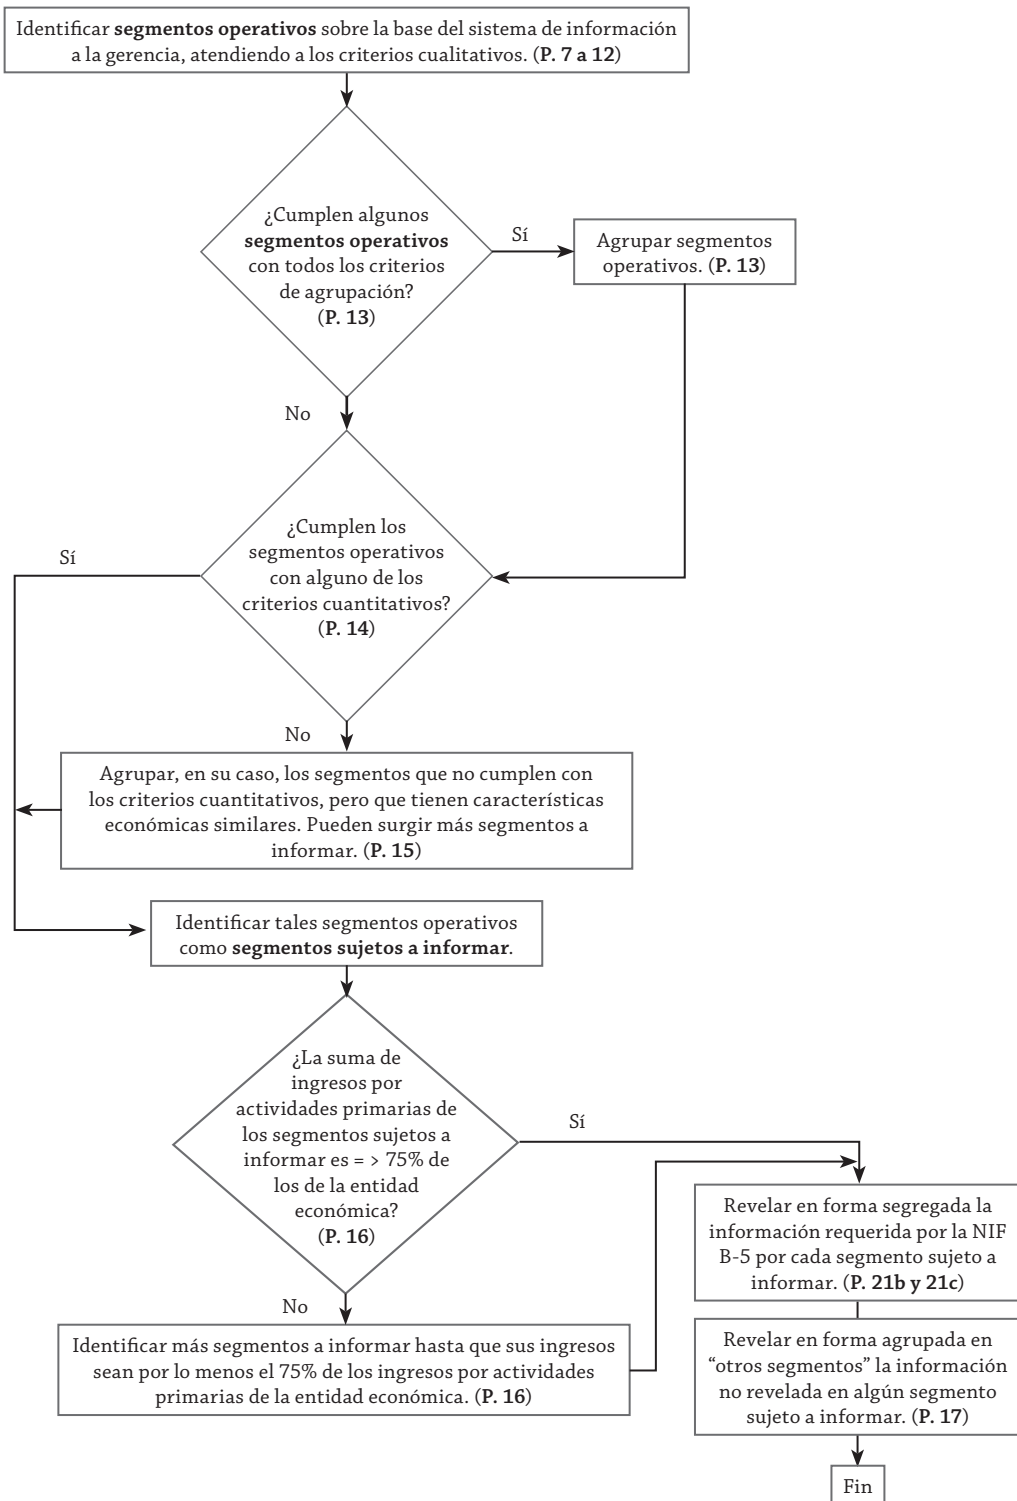 Identificar segmentos operativos sobre la base del sistema de información
a la gerencia, atendiendo a los criterios cualitativos. (P. 7 a 12)
¿Cumplen algunos
segmentos operativos
con todos los criterios
de agrupación?
(P. 13)
Sí
Agrupar segmentos
operativos. (P. 13)
No
¿Cumplen los
segmentos operativos
con alguno de los
criterios cuantitativos?
(P. 14)
Sí
No
Agrupar, en su caso, los segmentos que no cumplen con
los criterios cuantitativos, pero que tienen características
económicas similares. Pueden surgir más segmentos a
informar. (P. 15)
Identificar tales segmentos operativos
como segmentos sujetos a informar.
¿La suma de
ingresos por
actividades primarias de
los segmentos sujetos a
informar es = > 75% de
los de la entidad
económica?
(P. 16)
Sí
No
Identificar más segmentos a informar hasta que sus ingresos
sean por lo menos el 75% de los ingresos por actividades
primarias de la entidad económica. (P. 16)
Revelar en forma segregada la
información requerida por la NIF
B-5 por cada segmento sujeto a
informar. (P. 21b y 21c)
Revelar en forma agrupada en
“otros segmentos” la información
no revelada en algún segmento
sujeto a informar. (P. 17)
Fin